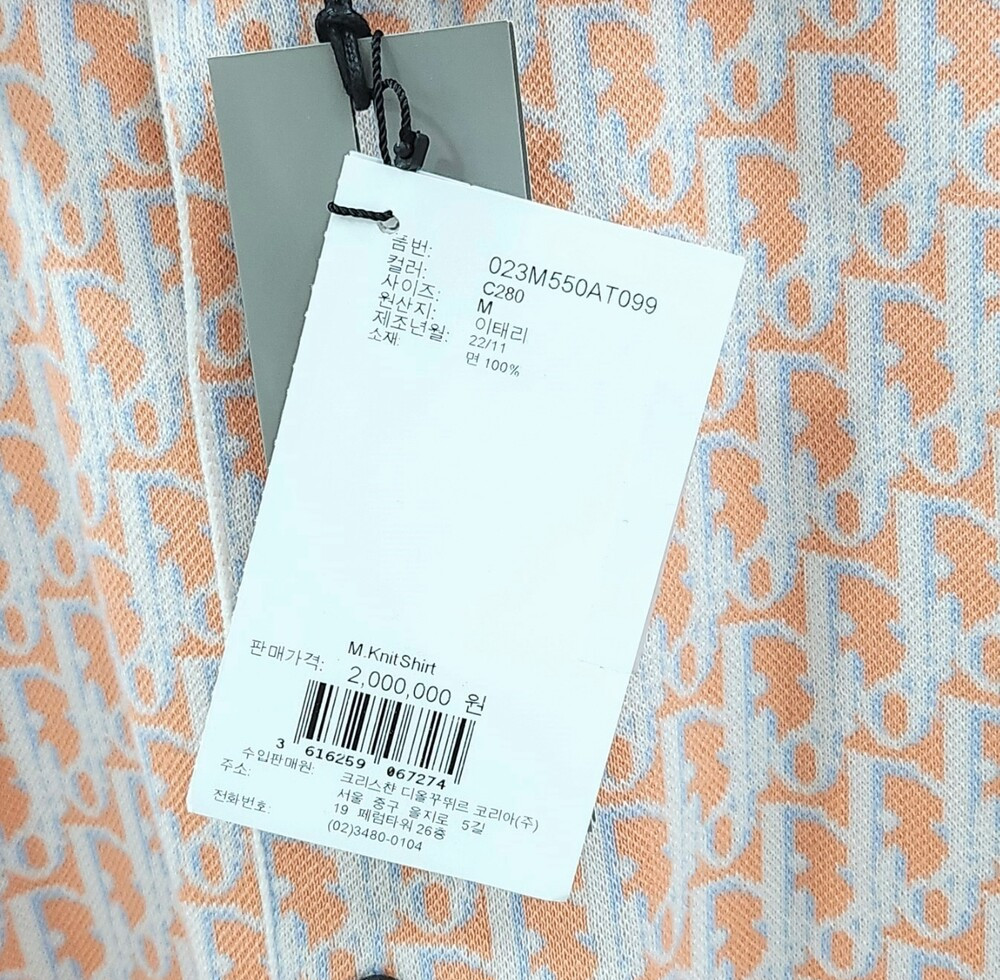 품번: 023M550AT099
컬러: C280
사이즈: M
원산지: 이태리
제조년월: 22/11
소재: 면 100%
M.KnitShirt
판매가격: 2,000,000 원
3 616259 067274
수입판매원: 크리스챤 디올꾸뛰르 코리아(주)
주소: 서울 중구 을지로 5길
19 페럼타워 26층
전화번호: (02)3480-0104